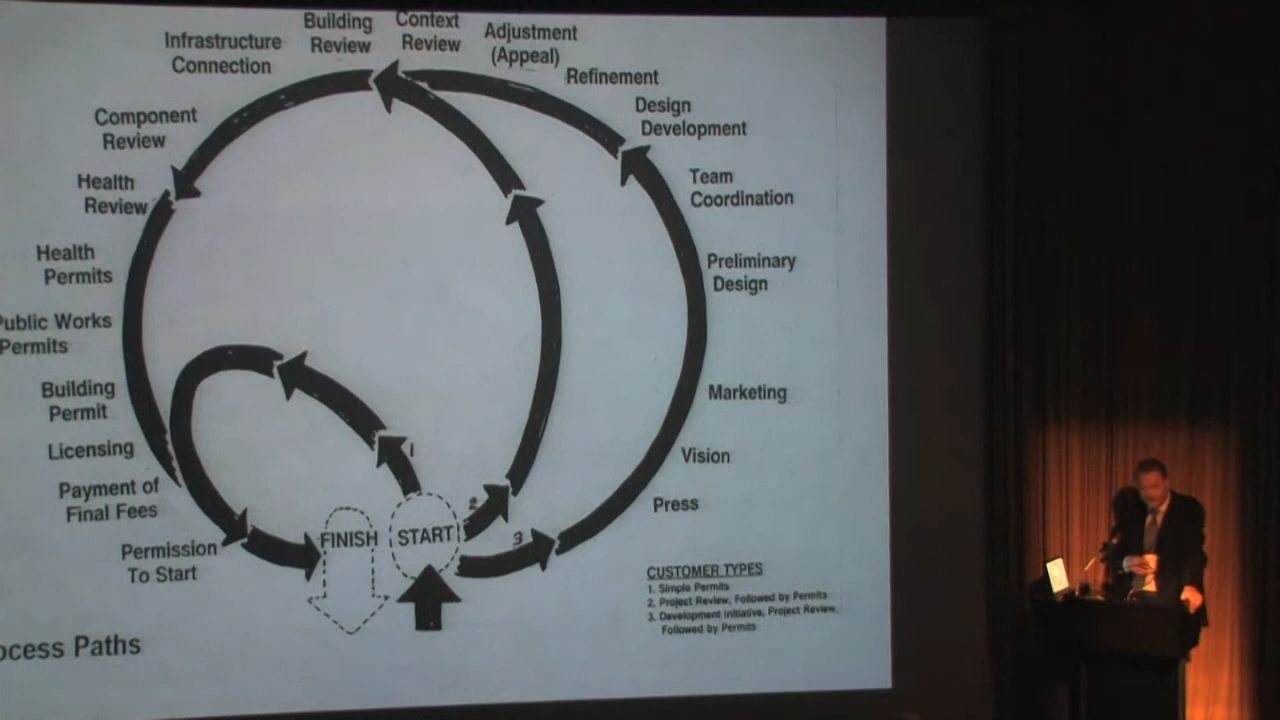 Building
Review
Context
Review
Adjustment
(Appeal)
Infrastructure
Connection
Refinement
Design
Development
Component
Review
Team
Coordination
Health
Review
Health
Permits
Preliminary
Design
Public Works
Permits
Building
Permit
Marketing
Licensing
1
Vision
Payment of
Final Fees
2
Press
FINISH
START
3
Permission
To Start
CUSTOMER TYPES
1. Simple Permits
2. Project Review, Followed by Permits
3. Development Initiative, Project Review,
Followed by Permits
Paths